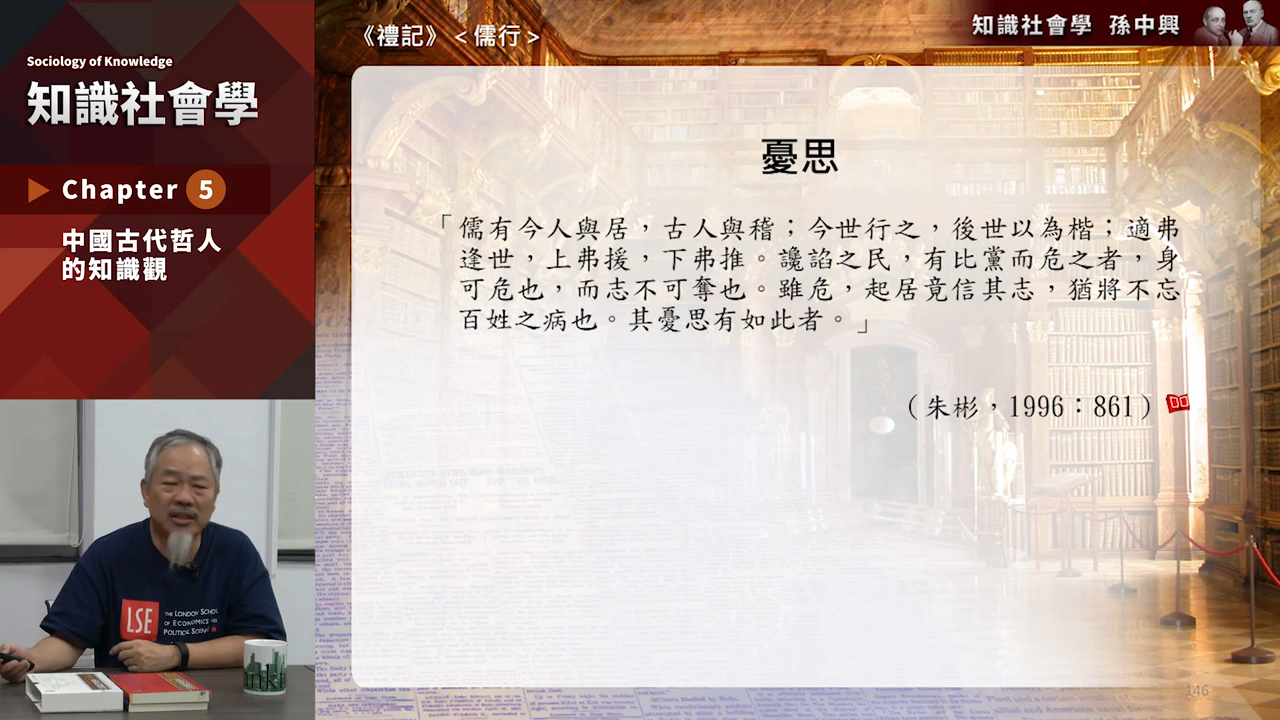 Sociology of Knowledge
知識社會學
Chapter 5
中國古代哲人
的知識觀
《禮記》<儒行>
知識社會學 孫中興
憂思
「儒有今人與居，古人與稽；今世行之，後世以為楷；適弗
逢世，上弗援，下弗推。讒諂之民，有比黨而危之者，身
可危也，而志不可奪也。雖危，起居竟信其志，猶將不忘
百姓之病也。其憂思有如此者。」
（朱彬，1996：861）
LSE
THE LONDON SCHOOL
OF ECONOMICS AND
POLITICAL SCIENCE
146